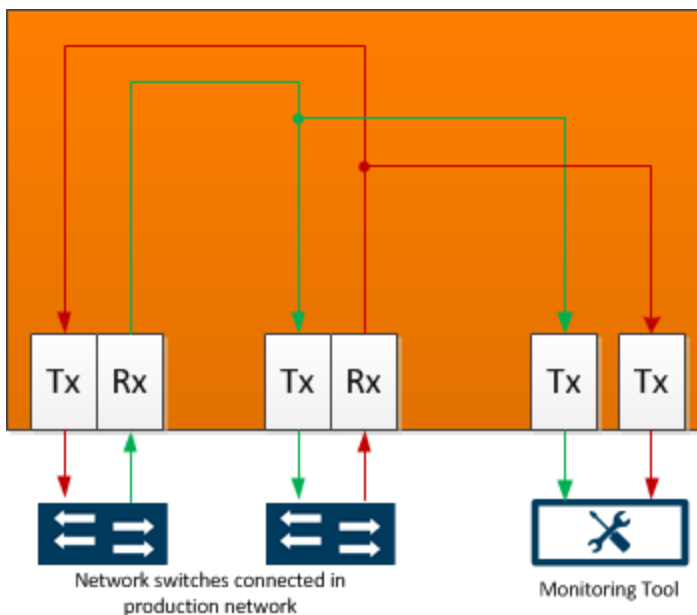 Tx Rx Tx Rx Tx Tx
Network switches connected in
production network
Monitoring Tool